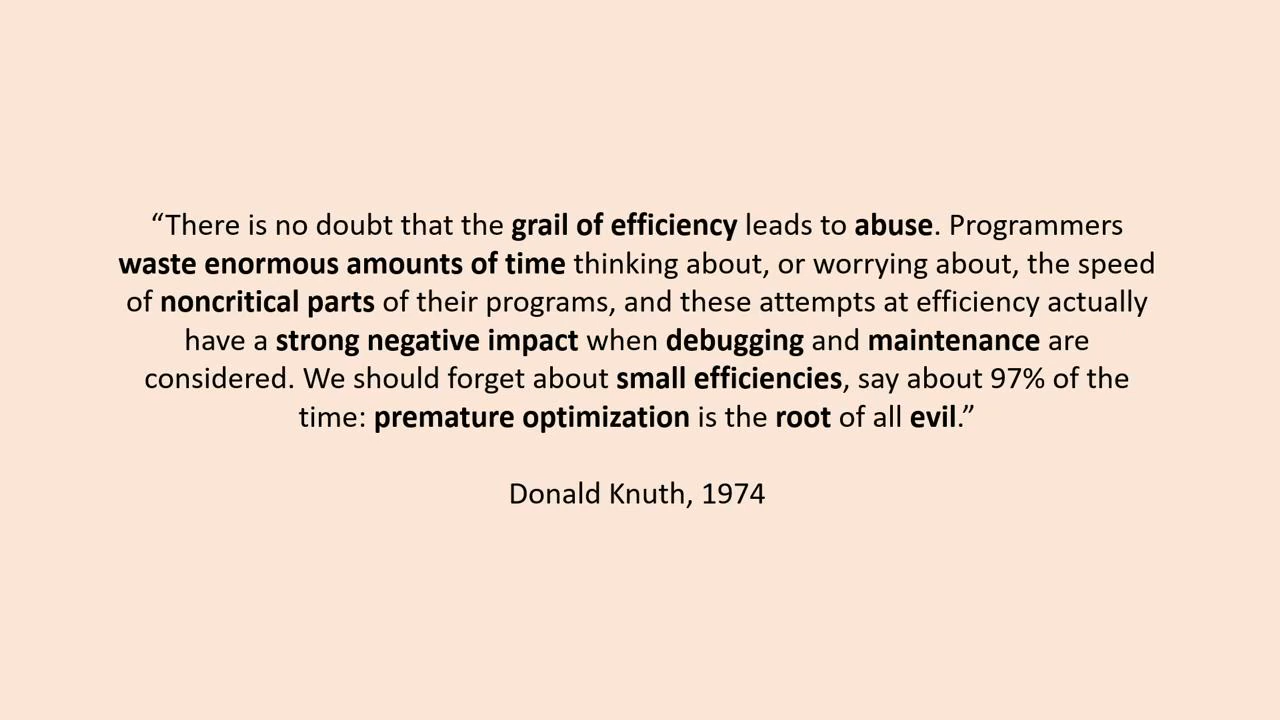 “There is no doubt that the grail of efficiency leads to abuse. Programmers
waste enormous amounts of time thinking about, or worrying about, the speed
of noncritical parts of their programs, and these attempts at efficiency actually
have a strong negative impact when debugging and maintenance are
considered. We should forget about small efficiencies, say about 97% of the
time: premature optimization is the root of all evil.”
Donald Knuth, 1974